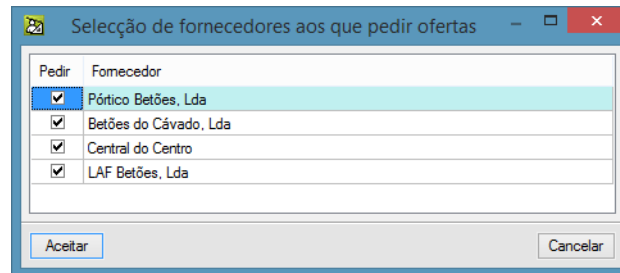 Selecção de fornecedores aos que pedir ofertas
Pedir Fornecedor
Pórtico Betões, Lda
Betões do Cávado, Lda
Central do Centro
LAF Betões, Lda
Aceitar Cancelar